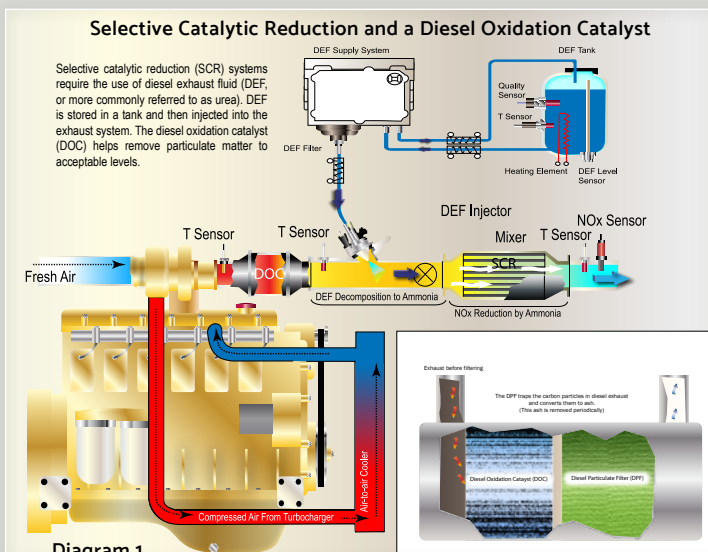 Selective Catalytic Reduction and a Diesel Oxidation Catalyst
Selective catalytic reduction (SCR) systems
require the use of diesel exhaust fluid (DEF,
or more commonly referred to as urea). DEF
is stored in a tank and then injected into the
exhaust system. The diesel oxidation catalyst
(DOC) helps remove particulate matter to
acceptable levels.
DEF Supply System
DEF Tank
Quality
Sensor
T Sensor
DEF Filter
Heating Element
DEF Level
Sensor
DEF Injector
Mixer
T Sensor
T Sensor
T Sensor
NOx Sensor
Fresh Air
DOC
SCR
DEF Decomposition to Ammonia
NOx Reduction by Ammonia
Air-to-air Cooler
Compressed Air From Turbocharger
Diagram 1
Exhaust before filtering
The DPF traps the carbon particles in diesel exhaust
and converts them to ash.
(This ash is removed periodically)
Diesel Oxidation Catayst (DOC)
Diesel Particulate Filter (DPF)